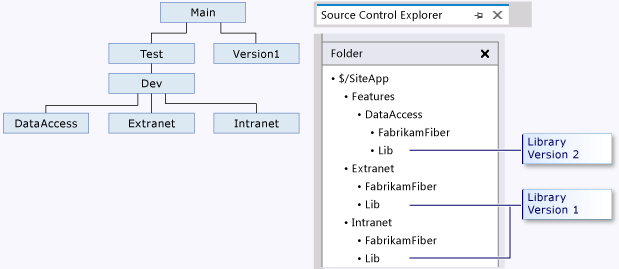 Main
Test
Version1
Dev
DataAccess
Extranet
Intranet
Source Control Explorer
Folder
$/SiteApp
Features
DataAccess
FabrikamFiber
Lib
Extranet
FabrikamFiber
Lib
Intranet
FabrikamFiber
Lib
Library
Version 2
Library
Version 1